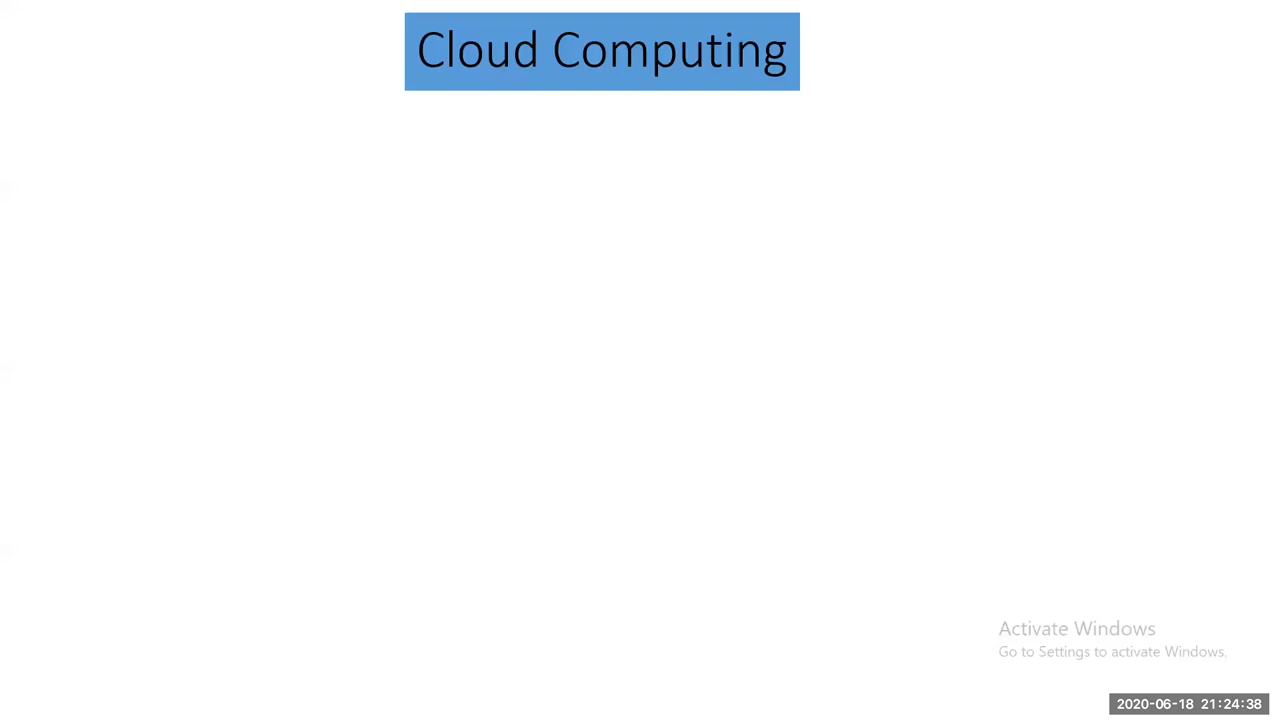 Cloud Computing
Activate Windows
Go to Settings to activate Windows.
2020-06-18 21:24:38